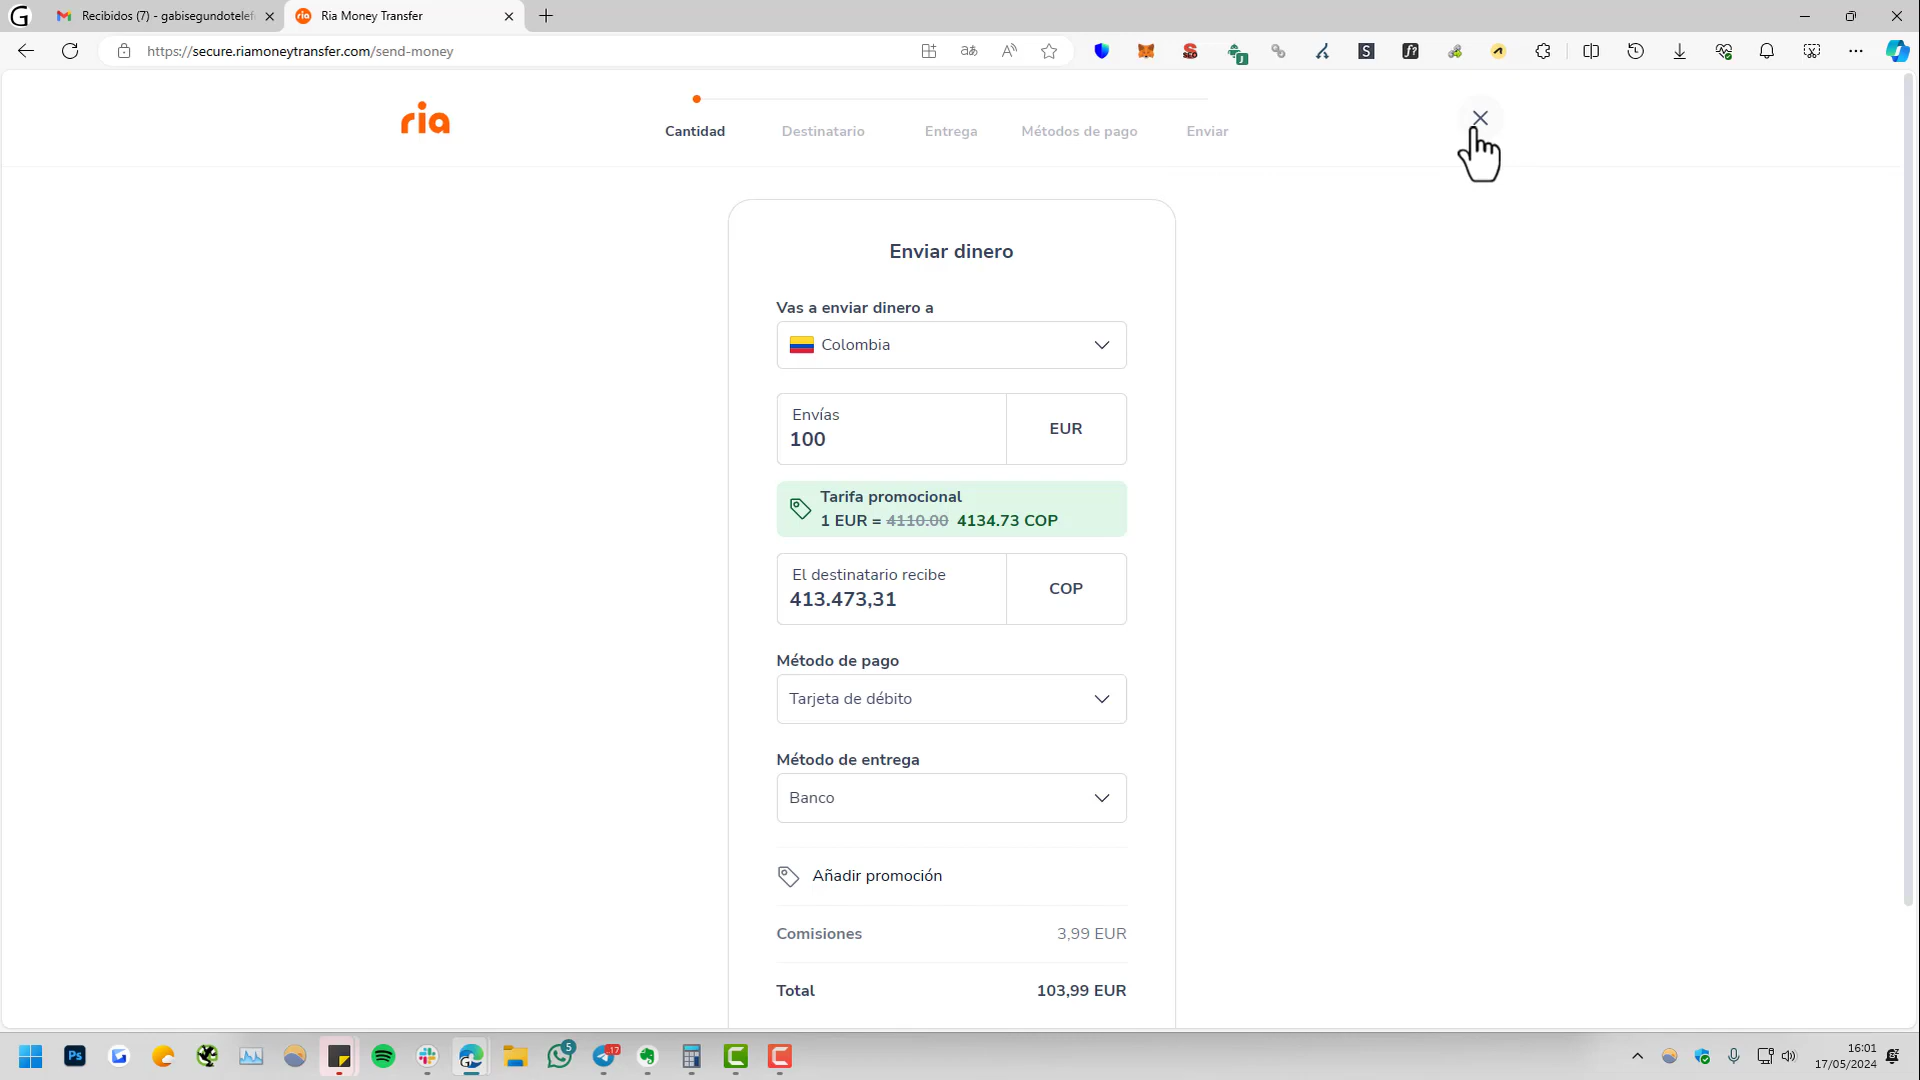 Recibidos (7) - gabisegundotelef
Ria Money Transfer
https://secure.riamoneytransfer.com/send-money
ria
Cantidad
Destinatario
Entrega
Métodos de pago
Enviar
Enviar dinero
Vas a enviar dinero a
Colombia
Envías
100
EUR
Tarifa promocional
1 EUR = 4110.00 4134.73 COP
El destinatario recibe
413.473,31
COP
Método de pago
Tarjeta de débito
Método de entrega
Banco
Añadir promoción
Comisiones 3,99 EUR
Total 103,99 EUR
Ps
5
17
16:01
17/05/2024